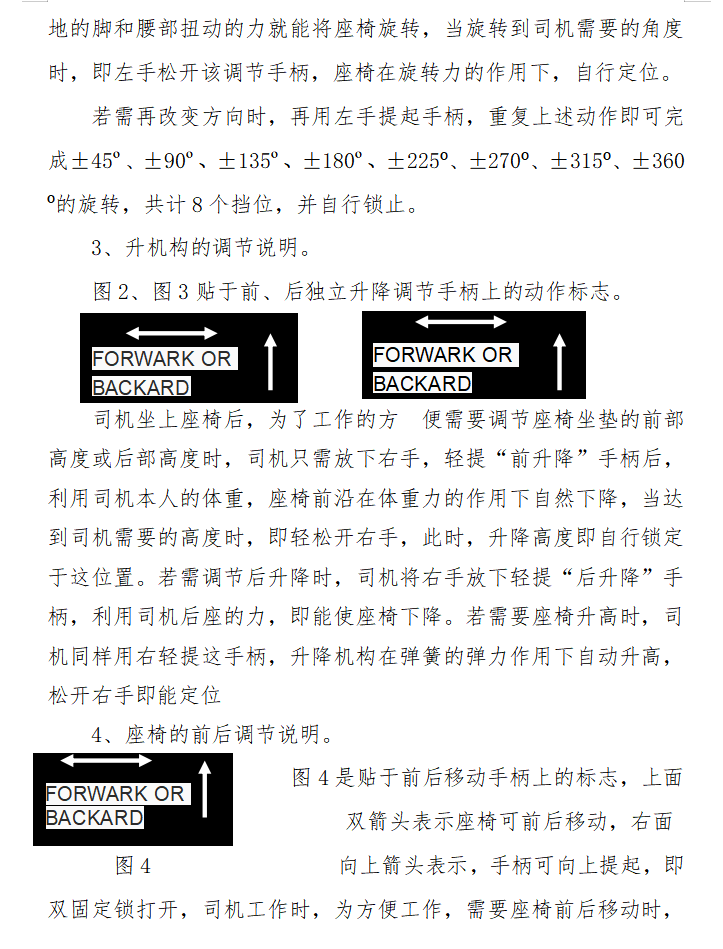 地的脚和腰部扭动的力就能将座椅旋转，当旋转到司机需要的角度
时，即左手松开该调节手柄，座椅在旋转力的作用下，自行定位。
若需再改变方向时，再用左手提起手柄，重复上述动作即可完
成±45º、±90º、±135º、±180º、±225º、±270º、±315º、±360
º的旋转，共计8个挡位，并自行锁止。
3、升机构的调节说明。
图2、图3贴于前、后独立升降调节手柄上的动作标志。
FORWARK OR
BACKARD
FORWARK OR
BACKARD
司机坐上座椅后，为了工作的方 便需要调节座椅坐垫的前部
高度或后部高度时，司机只需放下右手，轻提“前升降”手柄后，
利用司机本人的体重，座椅前沿在体重力的作用下自然下降，当达
到司机需要的高度时，即轻松开右手，此时，升降高度即自行锁定
于这位置。若需调节后升降时，司机将右手放下轻提“后升降”手
柄，利用司机后座的力，即能使座椅下降。若需要座椅升高时，司
机同样用右轻提这手柄，升降机构在弹簧的弹力作用下自动升高，
松开右手即能定位
4、座椅的前后调节说明。
FORWARK OR
BACKARD
图4
图4是贴于前后移动手柄上的标志，上面
双箭头表示座椅可前后移动，右面
向上箭头表示，手柄可向上提起，即
双固定锁打开，司机工作时，为方便工作，需要座椅前后移动时，